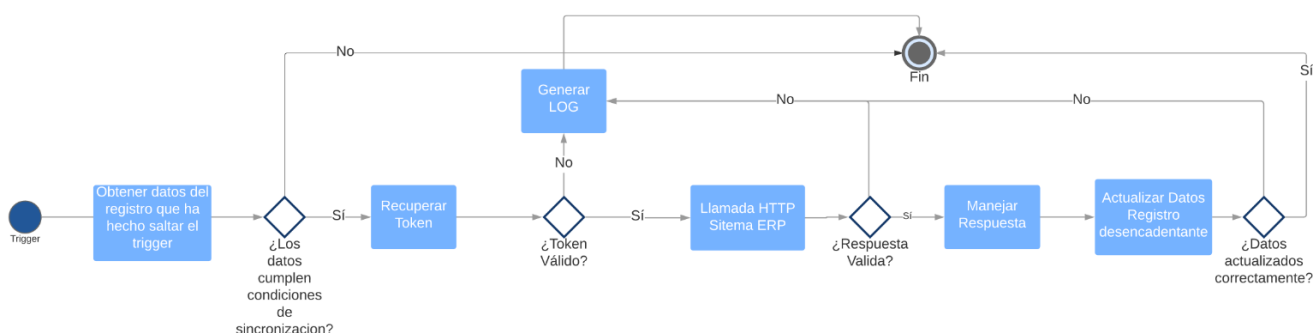 No
Fin
Generar
LOG
No
No
Sí
No
Trigger
Obtener datos del
registro que ha
hecho saltar el
trigger
Sí
¿Los
datos
cumplen
condiciones
de
sincronizacion?
Recuperar
Token
¿Token
Válido?
Sí
Llamada HTTP
Sitema ERP
¿Respuesta
Valida?
Sí
Manejar
Respuesta
Actualizar Datos
Registro
desencadentante
¿Datos
actualizados
correctamente?